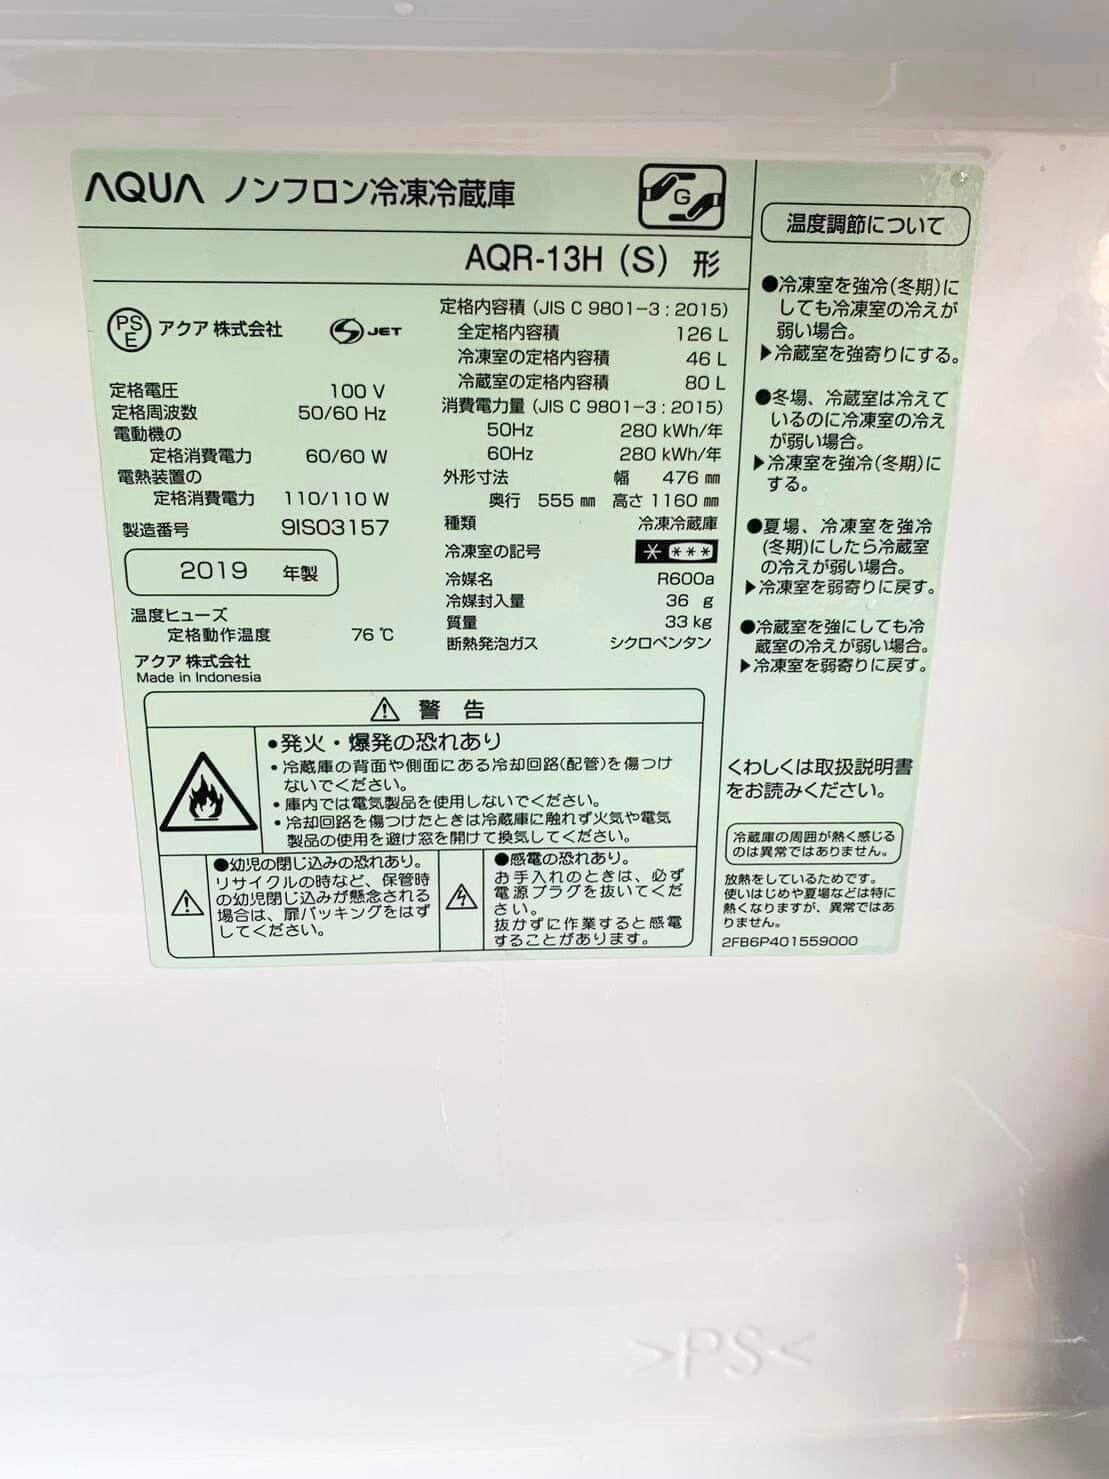 AQUA ノンフロン冷凍冷蔵庫
G
AQR-13H（S）形
PS
E
アクア 株式会社
S JET
定格電圧 100 V
定格周波数 50/60 Hz
電動機の
定格消費電力 60/60 W
電熱装置の
定格消費電力 110/110 W
製造番号 9IS03157
2019 年製
温度ヒューズ
定格動作温度 76℃
アクア 株式会社
Made in Indonesia
定格内容積（JIS C 9801-3：2015）
全定格内容積 126 L
冷凍室の定格内容積 46 L
冷蔵室の定格内容積 80 L
消費電力量（JIS C 9801-3：2015）
50Hz 280 kWh/年
60Hz 280 kWh/年
外形寸法 幅 476 ㎜
奥行 555 ㎜ 高さ 1160 ㎜
種類 冷凍冷蔵庫
冷凍室の記号 * ***
冷媒名 R600a
冷媒封入量 36 g
質量 33 kg
断熱発泡ガス シクロペンタン
⚠ 警告
●発火・爆発の恐れあり
・冷蔵庫の背面や側面にある冷却回路(配管)を傷つけ
ないでください。
・庫内では電気製品を使用しないでください。
・冷却回路を傷つけたときは冷蔵庫に触れず火気や電気
製品の使用を避け窓を開けて換気してください。
●幼児の閉じ込みの恐れあり。
リサイクルの時など、保管時
の幼児閉じ込みが懸念される
場合は、扉パッキングをはず
してください。
●感電の恐れあり。
お手入れのときは、必ず
電源プラグを抜いてくだ
さい。
抜かずに作業すると感電
することがあります。
温度調節について
●冷凍室を強冷(冬期)に
しても冷凍室の冷えが
弱い場合。
▶冷蔵室を強寄りにする。
●冬場、冷蔵室は冷えて
いるのに冷凍室の冷え
が弱い場合。
▶冷凍室を強冷(冬期)に
する。
●夏場、冷凍室を強冷
(冬期)にしたら冷蔵室
の冷えが弱い場合。
▶冷凍室を弱寄りに戻す。
●冷蔵室を強にしても冷
蔵室の冷えが弱い場合。
▶冷凍室を弱寄りに戻す。
くわしくは取扱説明書
をお読みください。
冷蔵庫の周囲が熱く感じる
のは異常ではありません。
放熱をしているためです。
使いはじめや夏場などは特に
熱くなりますが、異常ではあ
りません。
2FB6P401559000
>PS<